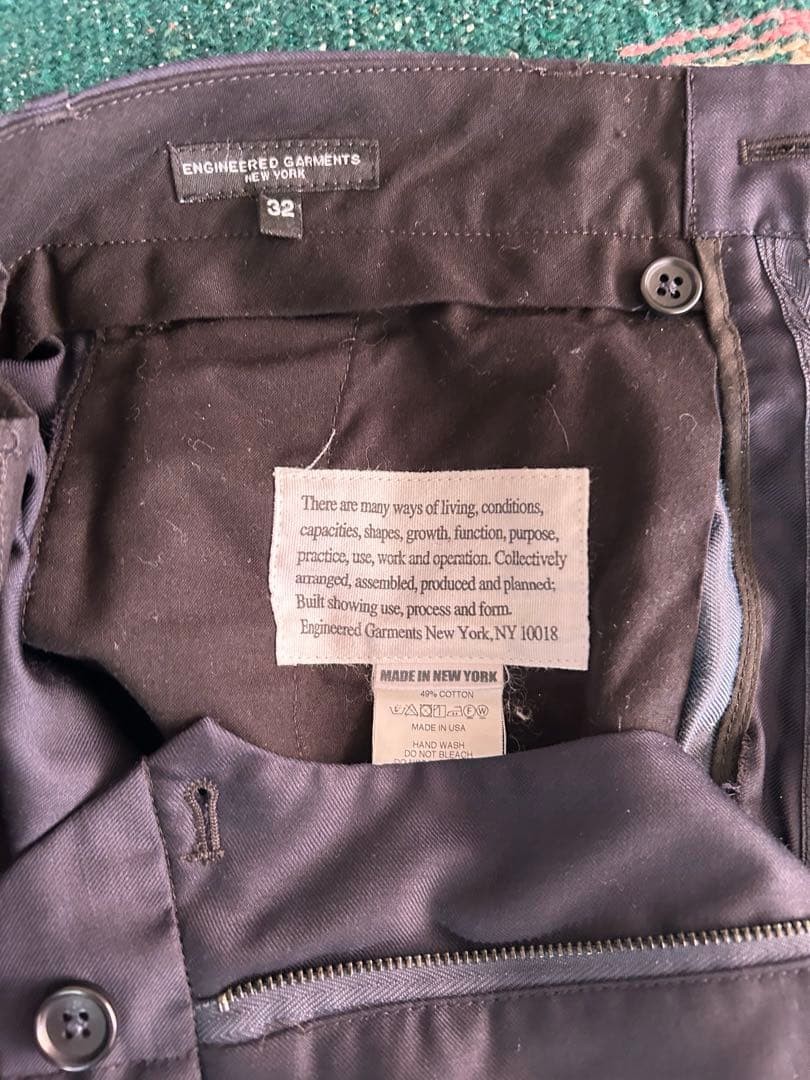 ENGINEERED GARMENTS
NEW YORK
32
There are many ways of living, conditions,
capacities, shapes, growth, function, purpose,
practice, use, work and operation. Collectively
arranged, assembled, produced and planned;
Built showing use, process and form.
Engineered Garments New York, NY 10018
MADE IN NEW YORK
49% COTTON
MADE IN USA
HAND WASH
DO NOT BLEACH